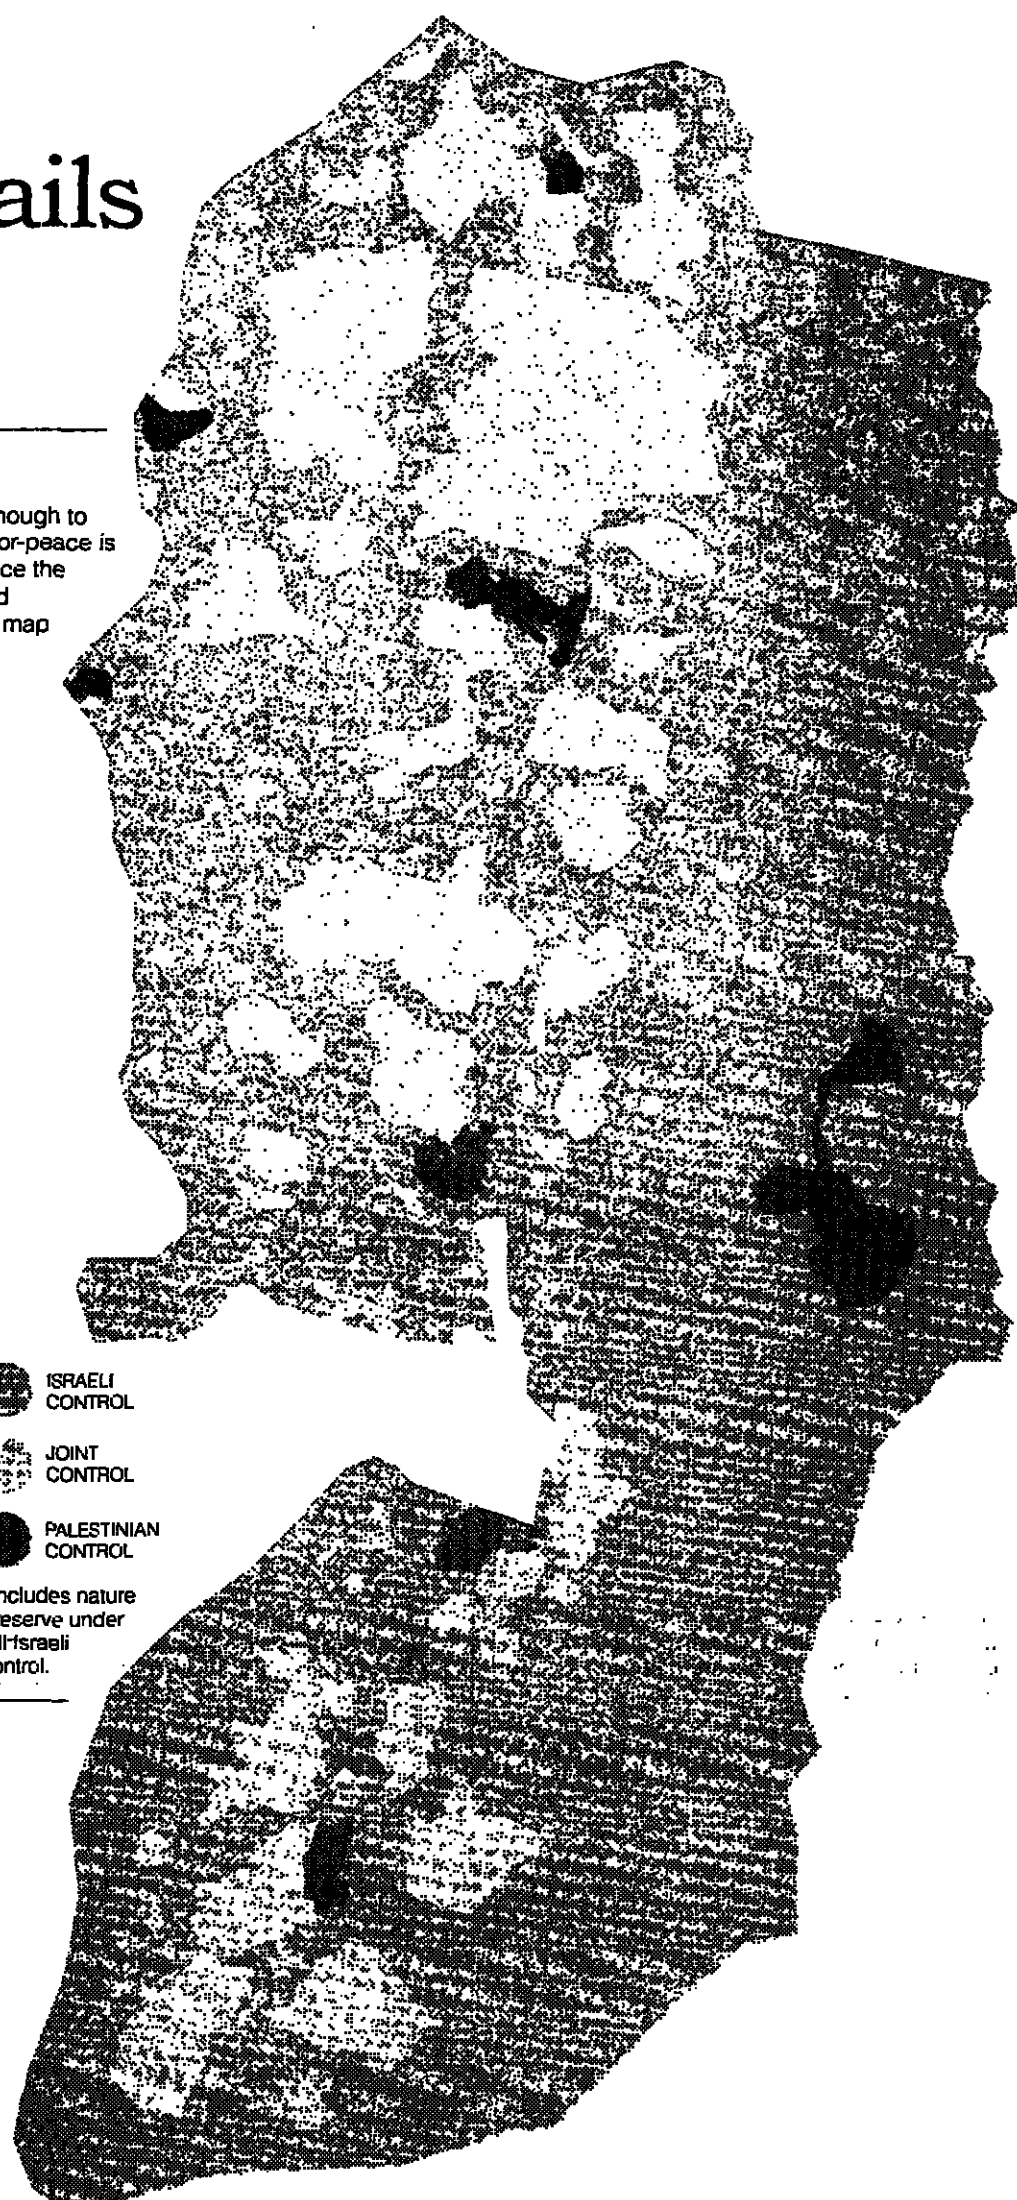 ails
nough to
or-peace is
ce the
d
map
ISRAELI
CONTROL
JOINT
CONTROL
PALESTINIAN
CONTROL
ncludes nature
eserve under
ll-Israeli
ontrol.